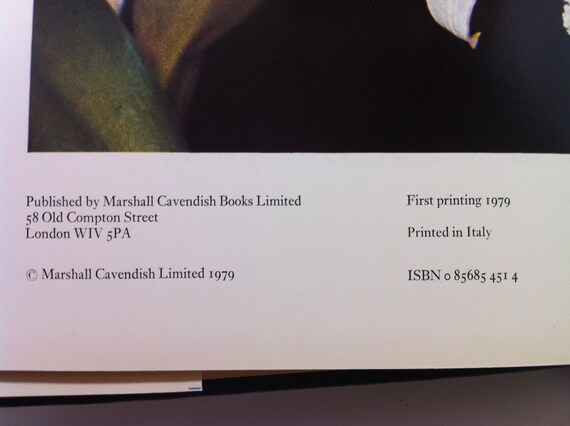 Published by Marshall Cavendish Books Limited
58 Old Compton Street
London WIV 5PA
© Marshall Cavendish Limited 1979
First printing 1979
Printed in Italy
ISBN 0 85685 451 4